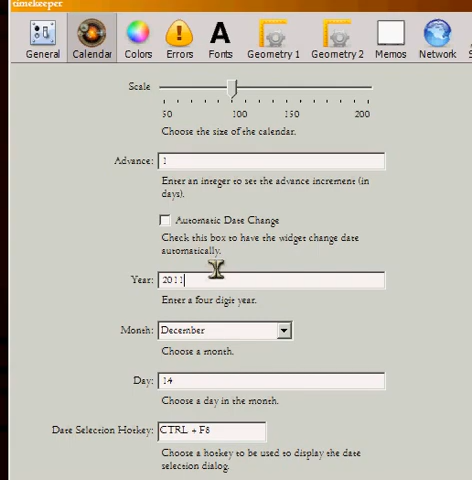 timekeeper
General Calendar Colors Errors Fonts Geometry 1 Geometry 2 Memos Network
Scale
50 100 150 200
Choose the size of the calendar.
Advance: 1
Enter an integer to set the advance increment (in
days).
Automatic Date Change
Check this box to have the widget change date
automatically.
Year: 2011
Enter a four digit year.
Month: December
Choose a month.
Day: 14
Choose a day in the month.
Date Selection Hotkey: CTRL + F8
Choose a hotkey to be used to display the date
selection dialog.